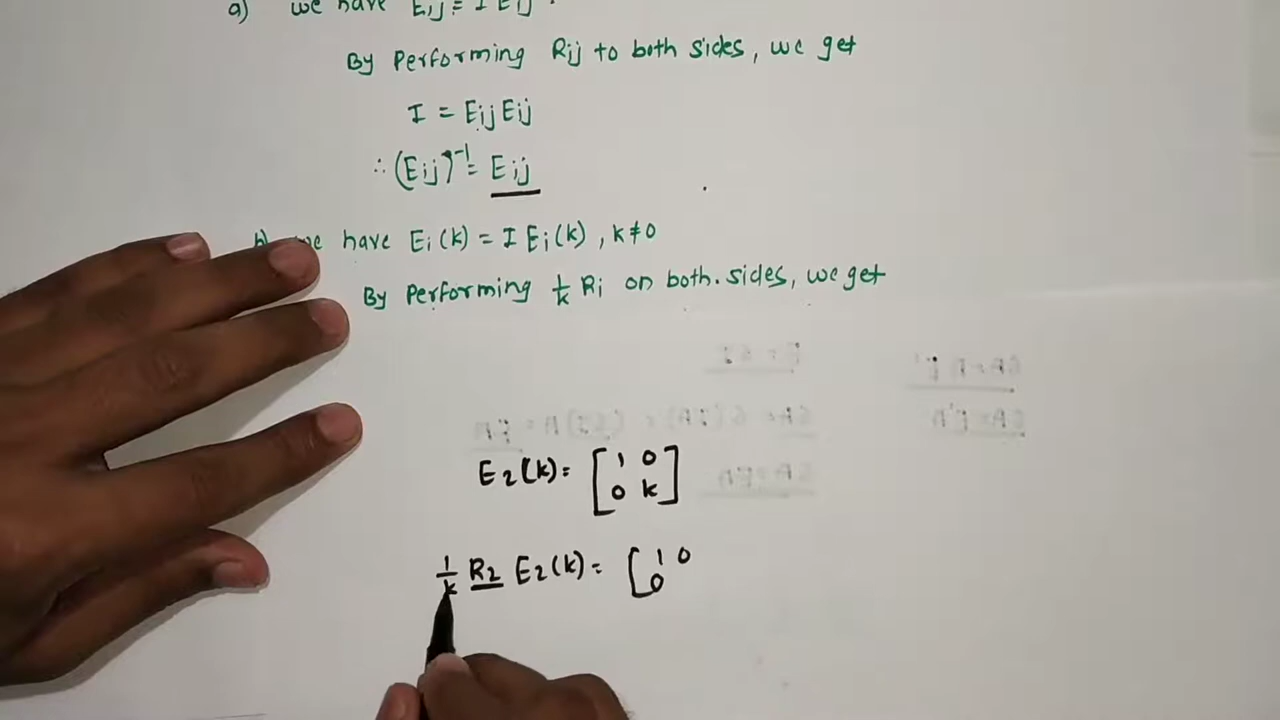 a) we have Eij = I Eij .
By Performing Rij to both sides, we get
I = Eij Eij
∴ (Eij)⁻¹ = Eij
b) we have Ei(k) = I Ei(k) , k≠0
By Performing 1/k Ri on both sides, we get
E2(k) = [1 0
0 k]
1/k R2 E2(k) = [1 0
0